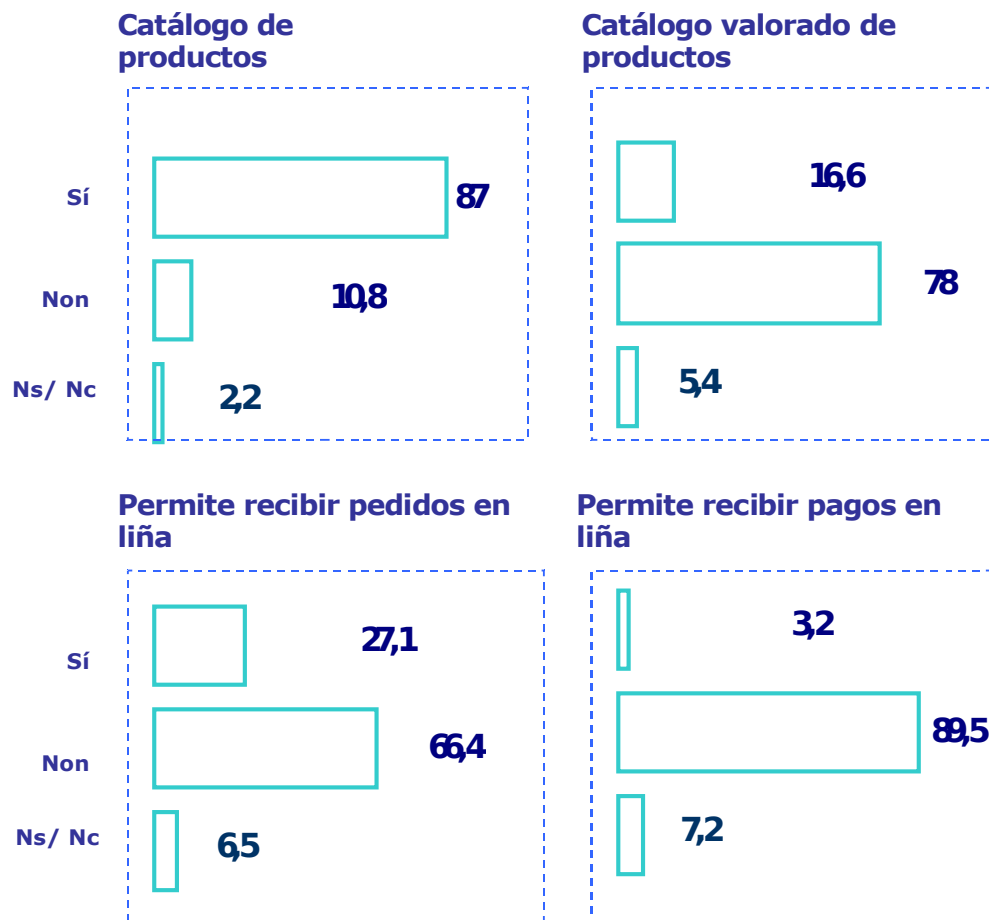 Catálogo de
productos
Sí
87
Non
10,8
Ns/ Nc
2,2
Catálogo valorado de
productos
16,6
78
5,4
Permite recibir pedidos en
liña
Sí
27,1
Non
66,4
Ns/ Nc
6,5
Permite recibir pagos en
liña
3,2
89,5
7,2